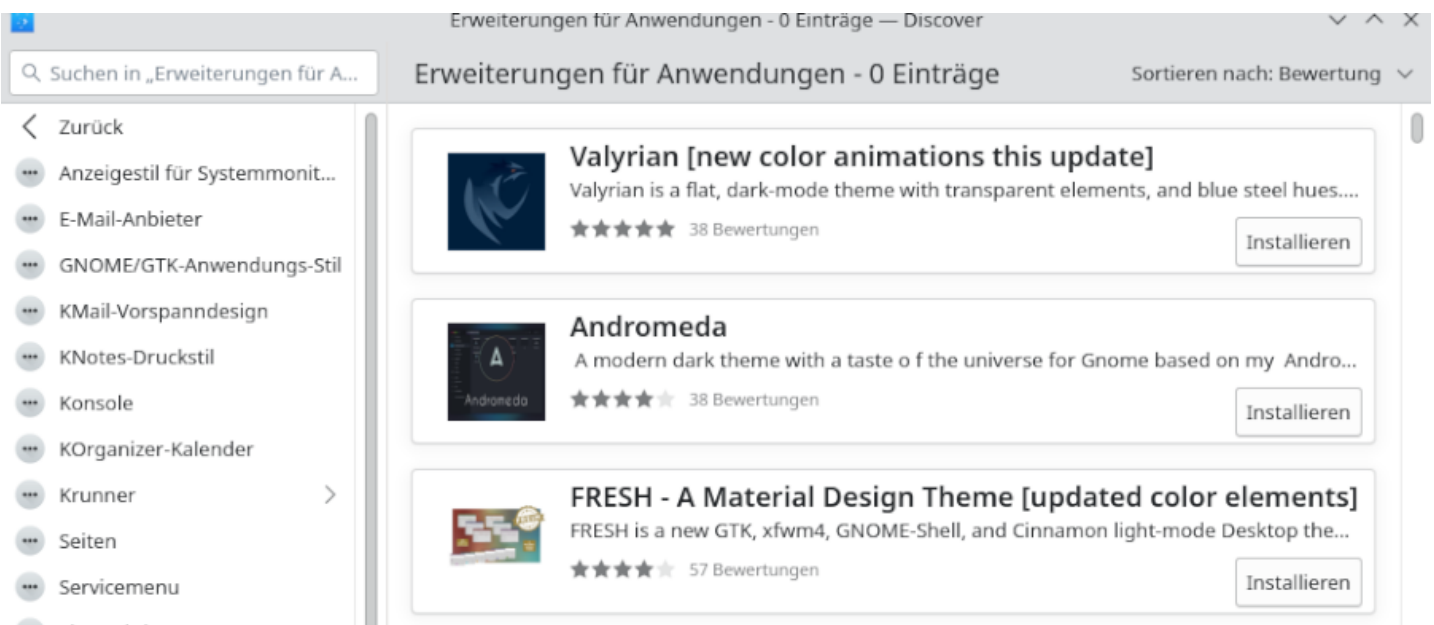 Erweiterungen für Anwendungen - 0 Einträge — Discover
Suchen in „Erweiterungen für A...
Erweiterungen für Anwendungen - 0 Einträge
Sortieren nach: Bewertung
Zurück
Anzeigestil für Systemmonit...
E-Mail-Anbieter
GNOME/GTK-Anwendungs-Stil
KMail-Vorspanndesign
KNotes-Druckstil
Konsole
KOrganizer-Kalender
Krunner
Seiten
Servicemenu
Valyrian [new color animations this update]
Valyrian is a flat, dark-mode theme with transparent elements, and blue steel hues....
38 Bewertungen
Installieren
Andromeda
Andromeda
A modern dark theme with a taste o f the universe for Gnome based on my Andro...
38 Bewertungen
Installieren
FRESH - A Material Design Theme [updated color elements]
FRESH is a new GTK, xfwm4, GNOME-Shell, and Cinnamon light-mode Desktop the...
57 Bewertungen
Installieren